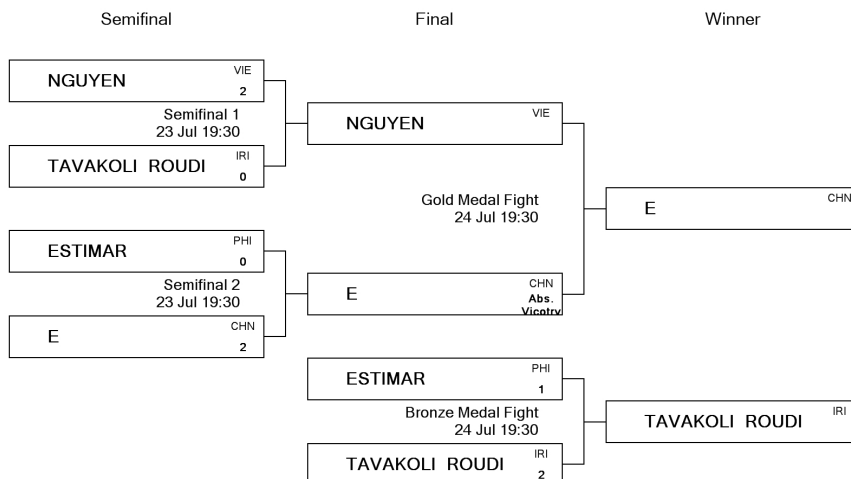 Semifinal Final Winner
NGUYEN VIE
2
Semifinal 1
23 Jul 19:30
TAVAKOLI ROUDI IRI
0
NGUYEN VIE
Gold Medal Fight
24 Jul 19:30
E CHN
ESTIMAR PHI
0
Semifinal 2
23 Jul 19:30
E CHN
2
E CHN
Abs.
Vicotry
ESTIMAR PHI
1
Bronze Medal Fight
24 Jul 19:30
TAVAKOLI ROUDI IRI
2
TAVAKOLI ROUDI IRI